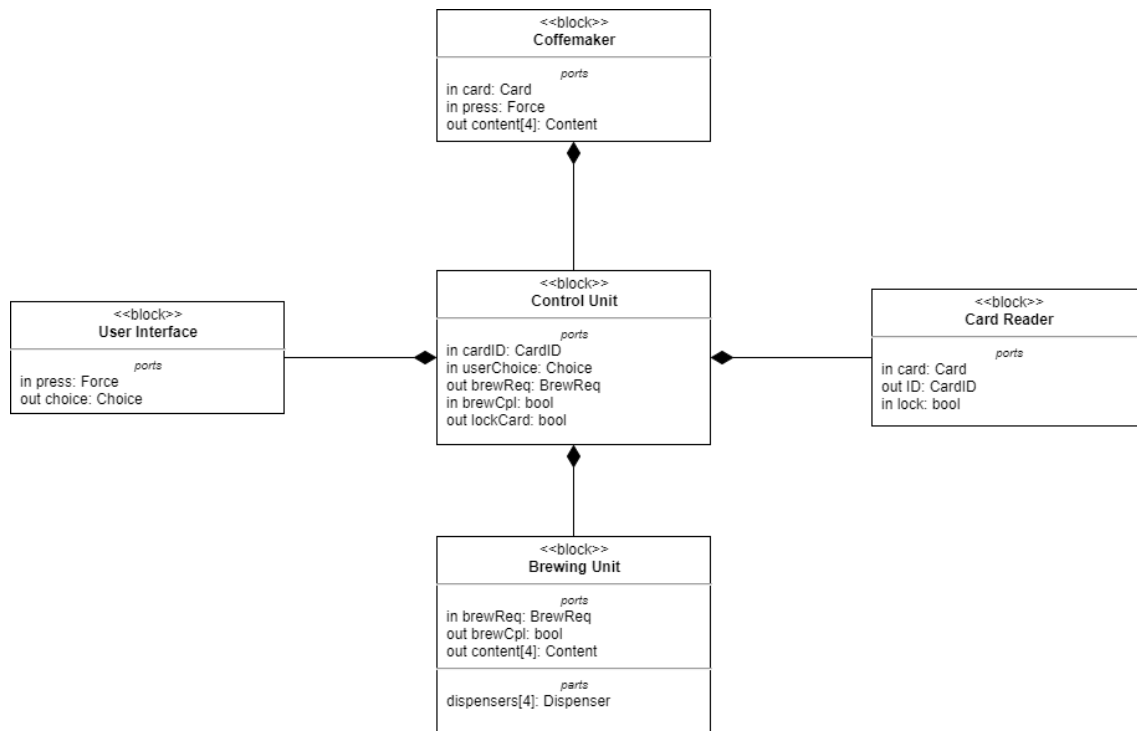 <<block>>
Coffemaker
ports
in card: Card
in press: Force
out content[4]: Content
<<block>>
User Interface
ports
in press: Force
out choice: Choice
<<block>>
Control Unit
ports
in cardID: CardID
in userChoice: Choice
out brewReq: BrewReq
in brewCpl: bool
out lockCard: bool
<<block>>
Card Reader
ports
in card: Card
out ID: CardID
in lock: bool
<<block>>
Brewing Unit
ports
in brewReq: BrewReq
out brewCpl: bool
out content[4]: Content
parts
dispensers[4]: Dispenser